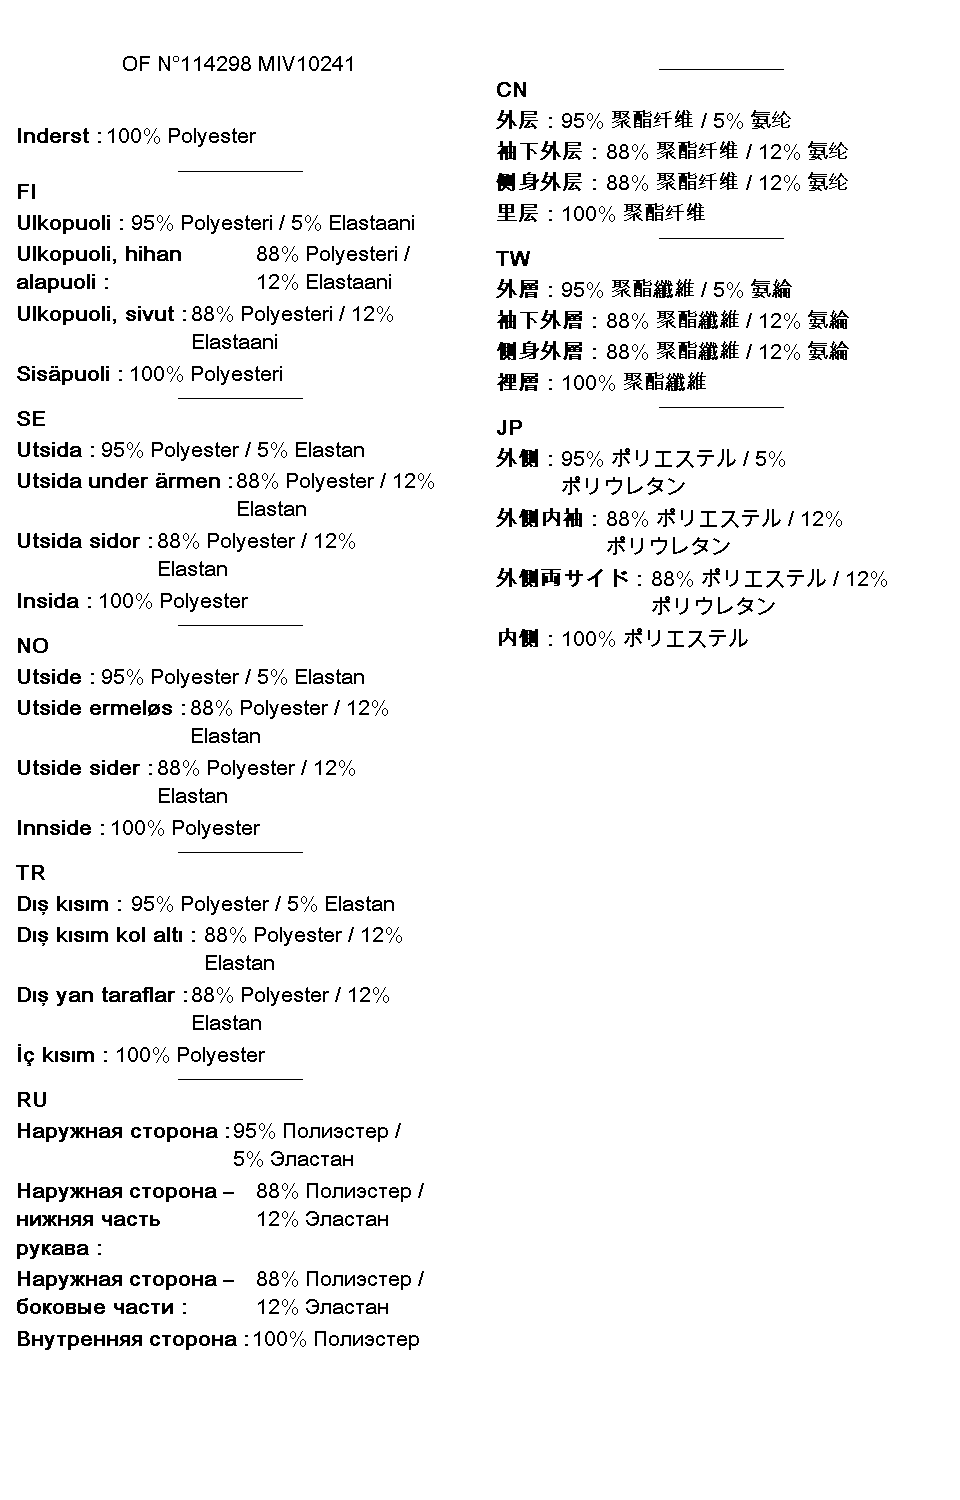 OF N°114298 MIV10241
Inderst : 100% Polyester
FI
Ulkopuoli : 95% Polyesteri / 5% Elastaani
Ulkopuoli, hihan 88% Polyesteri /
alapuoli : 12% Elastaani
Ulkopuoli, sivut : 88% Polyesteri / 12%
Elastaani
Sisäpuoli : 100% Polyesteri
SE
Utsida : 95% Polyester / 5% Elastan
Utsida under ärmen : 88% Polyester / 12%
Elastan
Utsida sidor : 88% Polyester / 12%
Elastan
Insida : 100% Polyester
NO
Utside : 95% Polyester / 5% Elastan
Utside ermeløs : 88% Polyester / 12%
Elastan
Utside sider : 88% Polyester / 12%
Elastan
Innside : 100% Polyester
TR
Dış kısım : 95% Polyester / 5% Elastan
Dış kısım kol altı : 88% Polyester / 12%
Elastan
Dış yan taraflar : 88% Polyester / 12%
Elastan
İç kısım : 100% Polyester
RU
Наружная сторона : 95% Полиэстер /
5% Эластан
Наружная сторона – 88% Полиэстер /
нижняя часть 12% Эластан
рукава :
Наружная сторона – 88% Полиэстер /
боковые части : 12% Эластан
Внутренняя сторона : 100% Полиэстер
CN
外层 : 95% 聚酯纤维 / 5% 氨纶
袖下外层 : 88% 聚酯纤维 / 12% 氨纶
侧身外层 : 88% 聚酯纤维 / 12% 氨纶
里层 : 100% 聚酯纤维
TW
外層 : 95% 聚酯纖維 / 5% 氨綸
袖下外層 : 88% 聚酯纖維 / 12% 氨綸
側身外層 : 88% 聚酯纖維 / 12% 氨綸
裡層 : 100% 聚酯纖維
JP
外側 : 95% ポリエステル / 5%
ポリウレタン
外側内袖 : 88% ポリエステル / 12%
ポリウレタン
外側両サイド : 88% ポリエステル / 12%
ポリウレタン
内側 : 100% ポリエステル